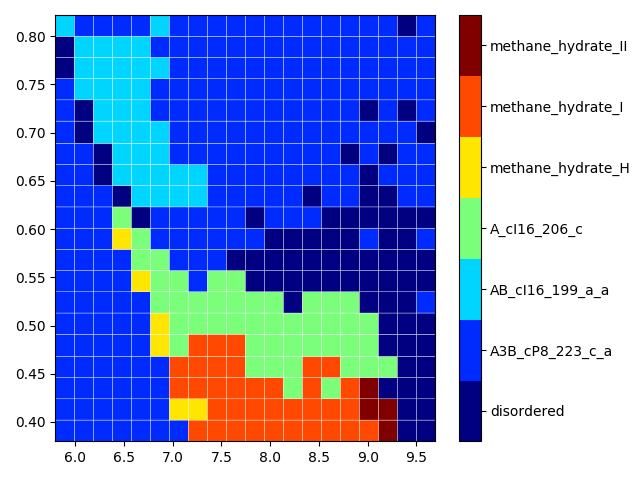 0.80
0.75
0.70
0.65
0.60
0.55
0.50
0.45
0.40
6.0 6.5 7.0 7.5 8.0 8.5 9.0 9.5
methane_hydrate_II
methane_hydrate_I
methane_hydrate_H
A_cI16_206_c
AB_cI16_199_a_a
A3B_cP8_223_c_a
disordered